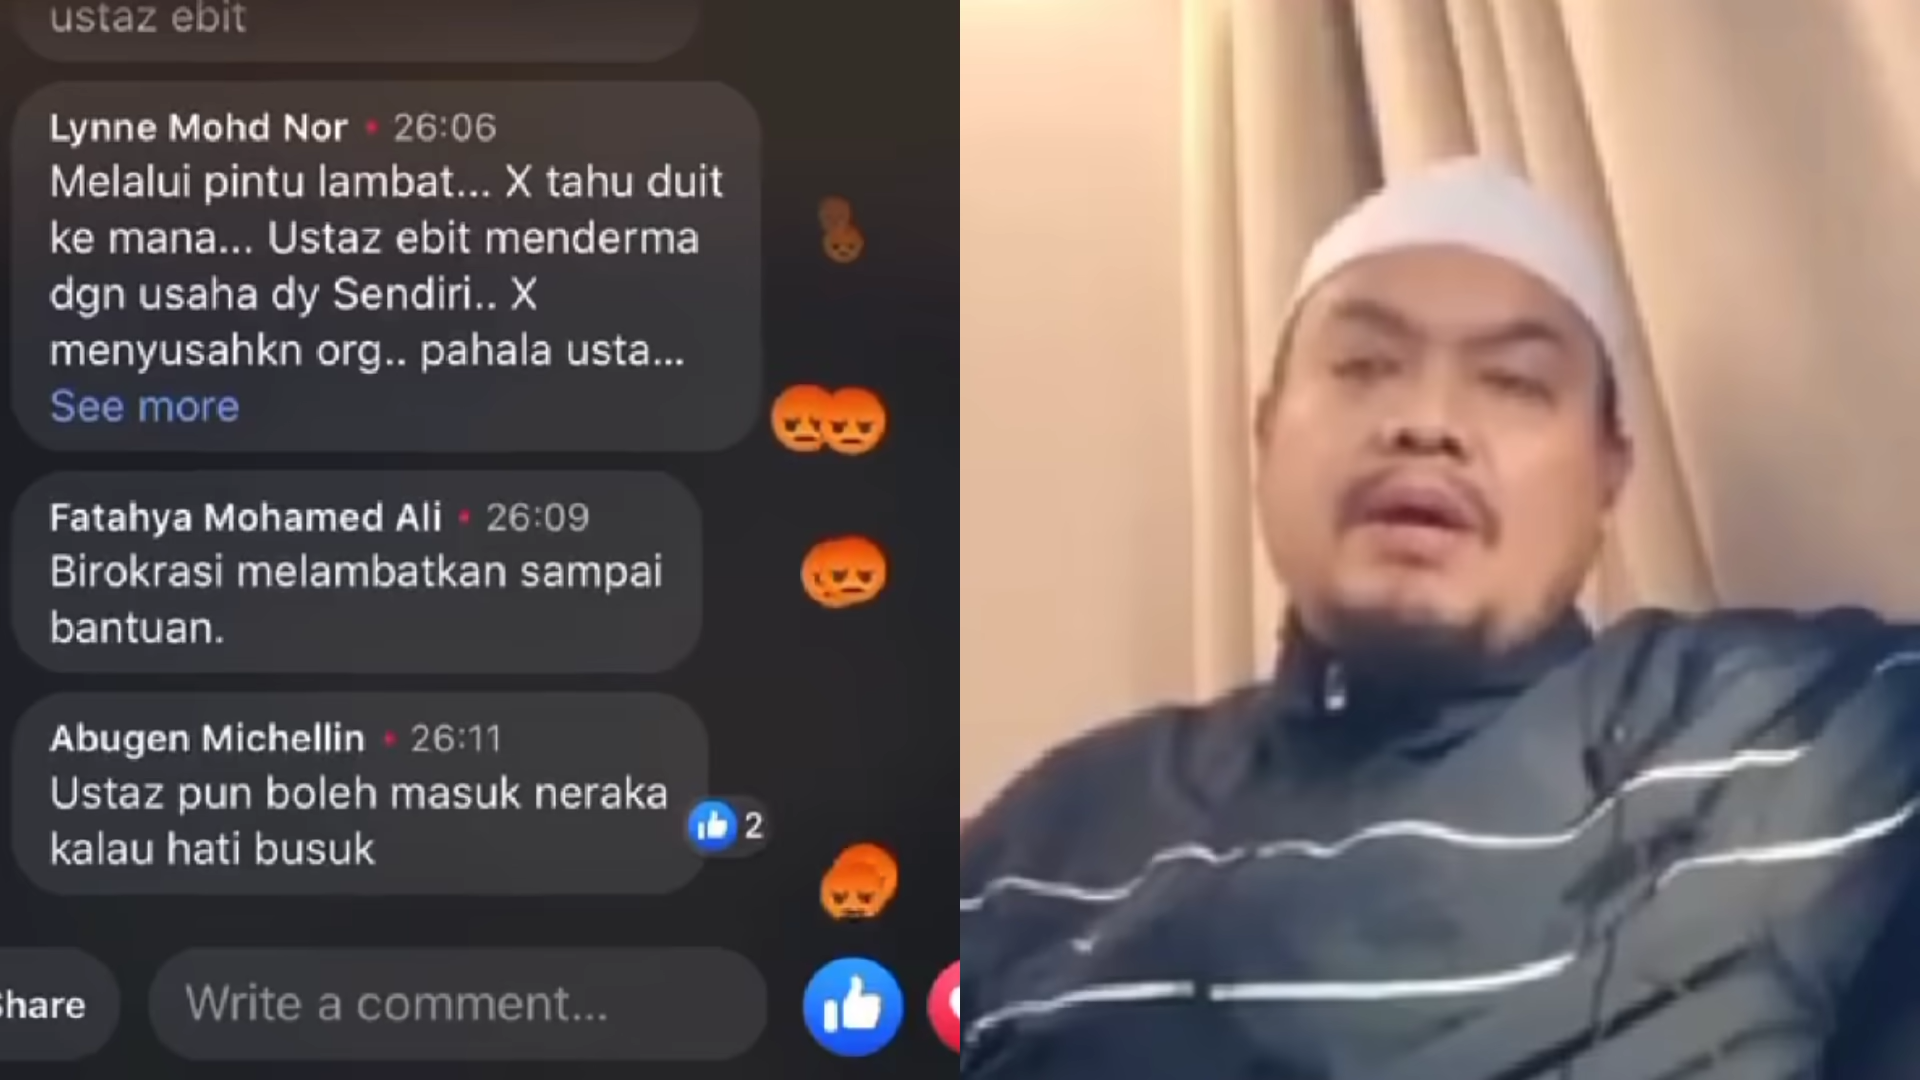 ustaz ebit
Lynne Mohd Nor • 26:06
Melalui pintu lambat... X tahu duit
ke mana... Ustaz ebit menderma
dgn usaha dy Sendiri.. X
menyusahkn org.. pahala usta...
See more
Fatahya Mohamed Ali • 26:09
Birokrasi melambatkan sampai
bantuan.
Abugen Michellin • 26:11
Ustaz pun boleh masuk neraka
kalau hati busuk
2
Share
Write a comment...